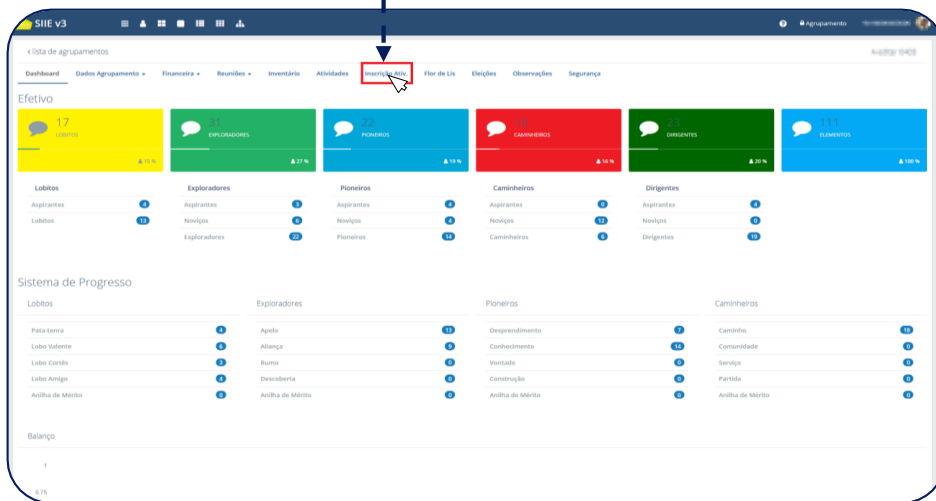 SIIE v3
Agrupamento
‹ lista de agrupamentos
Dashboard Dados Agrupamento Financeira Reuniões Inventário Atividades Inscrição Ativ. Flor de Lis Eleições Observações Segurança
Efetivo
17 31 22 23 111
LOBITOS EXPLORADORES PIONEIROS CAMINHEIROS DIRIGENTES ELEMENTOS
27 % 19 % 16 % 20 % 100 %
Lobitos Exploradores Pioneiros Caminheiros Dirigentes
Aspirantes 4 Aspirantes 3 Aspirantes 4 Aspirantes 0 Aspirantes 4
Lobitos 13 Noviços 6 Noviços 4 Noviços 12 Noviços 0
Exploradores 22 Pioneiros 14 Caminheiros 6 Dirigentes 19
Sistema de Progresso
Lobitos Exploradores Pioneiros Caminheiros
Pata-tenra 4 Apelo 13 Desprendimento 7 Caminho 18
Lobo Valente 6 Aliança 9 Conhecimento 14 Comunidade 0
Lobo Cortês 3 Rumo 0 Vontade 0 Serviço 0
Lobo Amigo 4 Descoberta 0 Construção 0 Partida 0
Anilha de Mérito 0 Anilha de Mérito 0 Anilha de Mérito 0 Anilha de Mérito 0
Balanço
1
0.75